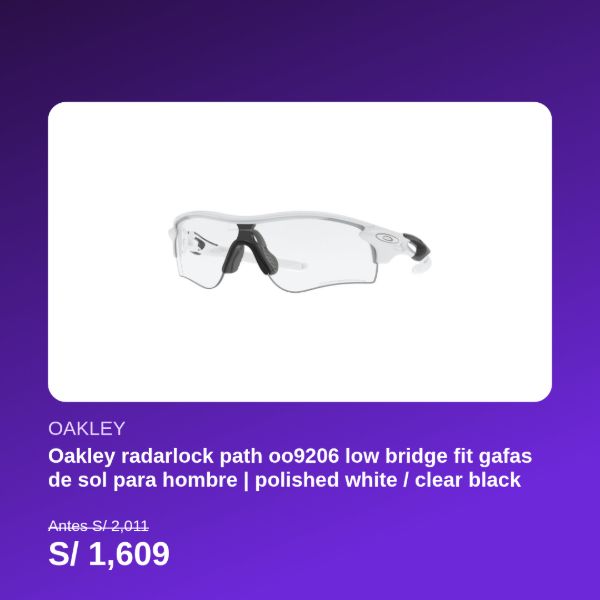 OAKLEY
Oakley radarlock path oo9206 low bridge fit gafas
de sol para hombre | polished white / clear black
Antes S/ 2,011
S/ 1,609